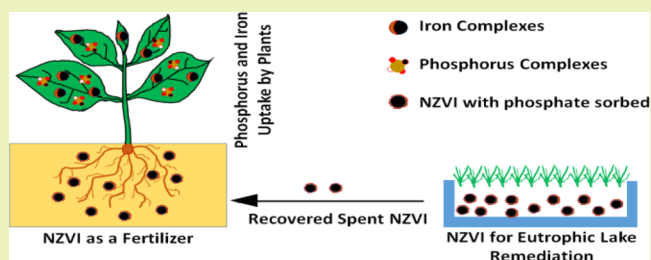 Phosphorus and Iron
Uptake by Plants
Iron Complexes
Phosphorus Complexes
NZVI with phosphate sorbed
Recovered Spent NZVI
NZVI as a Fertilizer
NZVI for Eutrophic Lake
Remediation